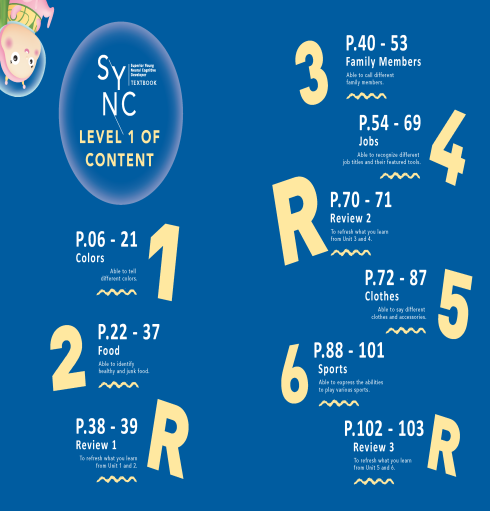 SYNC
Superior Young
Neural Cognitive
Developer
TEXTBOOK
LEVEL 1 OF
CONTENT
1
P.06 - 21
Colors
Able to tell
different colors.
2
P.22 - 37
Food
Able to identify
healthy and junk food.
R
P.38 - 39
Review 1
To refresh what you learn
from Unit 1 and 2.
3
P.40 - 53
Family Members
Able to call different
family members.
4
P.54 - 69
Jobs
Able to recognize different
job titles and their featured tools.
R
P.70 - 71
Review 2
To refresh what you learn
from Unit 3 and 4.
5
P.72 - 87
Clothes
Able to say different
clothes and accessories.
6
P.88 - 101
Sports
Able to express the abilities
to play various sports.
R
P.102 - 103
Review 3
To refresh what you learn
from Unit 5 and 6.